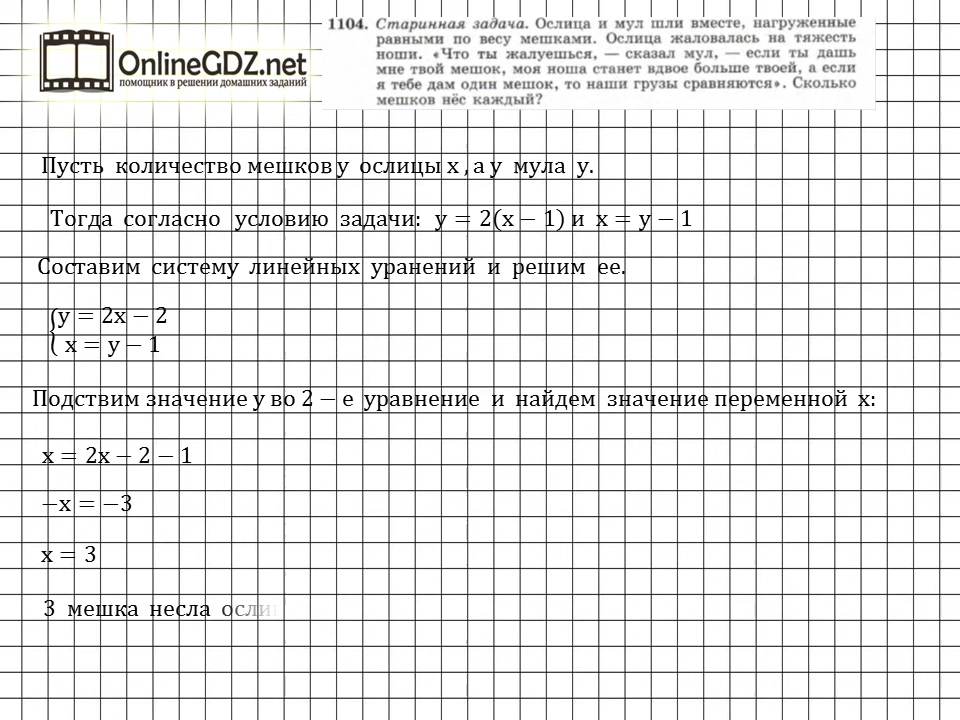 OnlineGDZ.net
помощник в решении домашних заданий
1104. Старинная задача. Ослица и мул шли вместе, нагруженные
равными по весу мешками. Ослица жаловалась на тяжесть
ноши. «Что ты жалуешься, — сказал мул, — если ты дашь
мне твой мешок, моя ноша станет вдвое больше твоей, а если
я тебе дам один мешок, то наши грузы сравняются». Сколько
мешков нёс каждый?
Пусть количество мешков у ослицы х , а у мула у.
Тогда согласно условию задачи: у = 2(х − 1) и х = у − 1
Составим систему линейных уранений и решим ее.
{у = 2х − 2
х = у − 1
Подствим значение у во 2 − е уравнение и найдем значение переменной х:
х = 2х − 2 − 1
−х = −3
х = 3
3 мешка несла осли